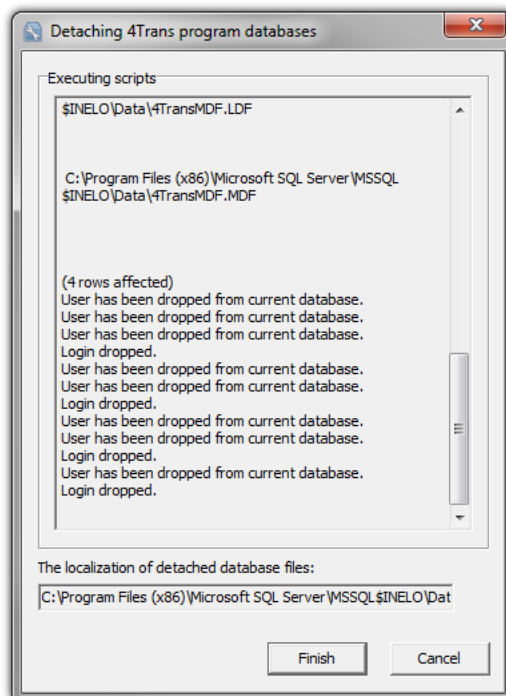 Detaching 4Trans program databases
Executing scripts
$INELO\Data\4TransMDF.LDF
C:\Program Files (x86)\Microsoft SQL Server\MSSQL
$INELO\Data\4TransMDF.MDF
(4 rows affected)
User has been dropped from current database.
User has been dropped from current database.
User has been dropped from current database.
Login dropped.
User has been dropped from current database.
User has been dropped from current database.
Login dropped.
User has been dropped from current database.
User has been dropped from current database.
Login dropped.
User has been dropped from current database.
Login dropped.
The localization of detached database files:
C:\Program Files (x86)\Microsoft SQL Server\MSSQL$INELO\Dat
Finish
Cancel